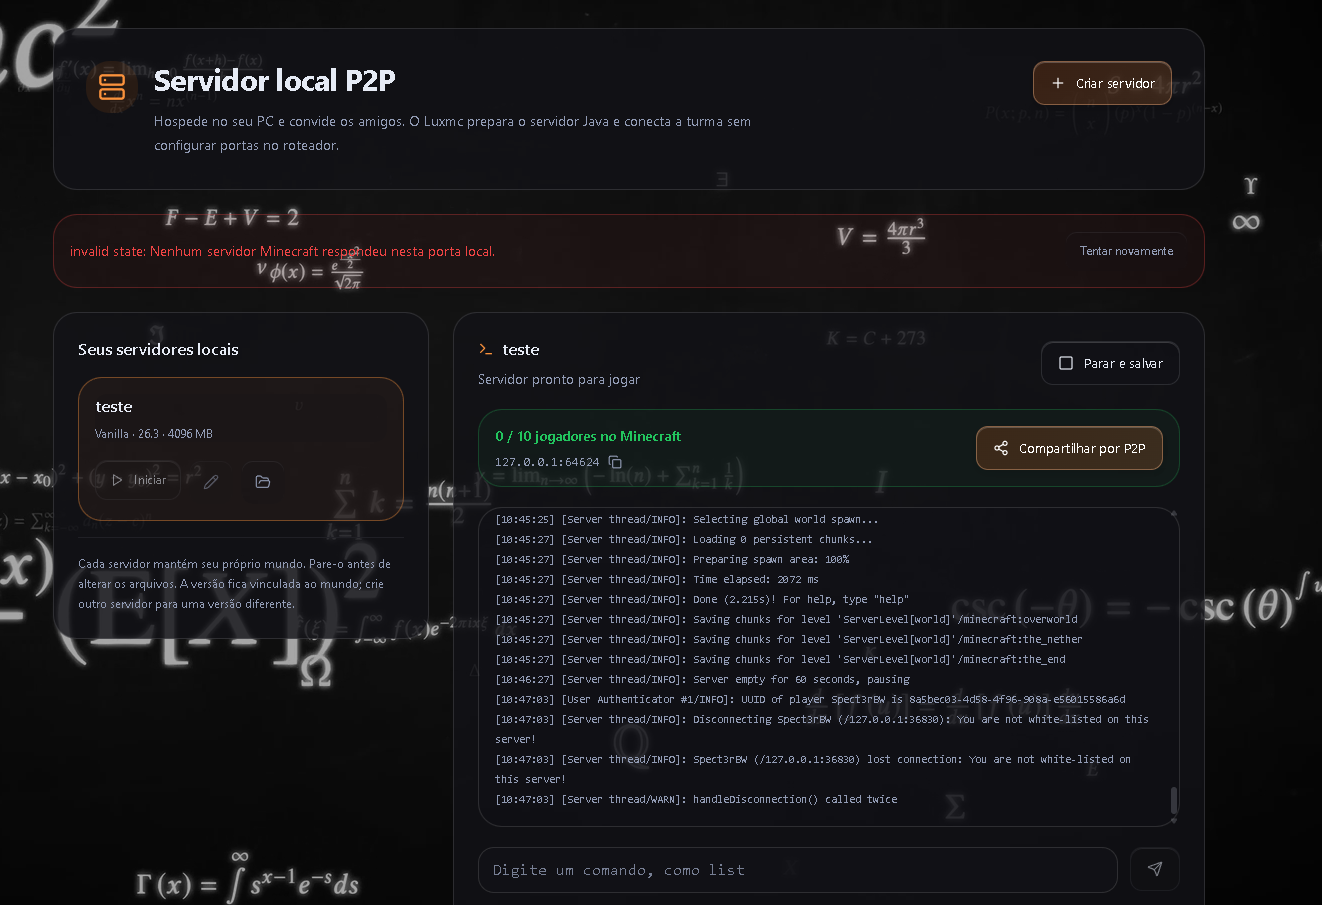 Servidor local P2P
Hospede no seu PC e convide os amigos. O Luxmc prepara o servidor Java e conecta a turma sem
configurar portas no roteador.
Criar servidor
F − E + V = 2
invalid state: Nenhum servidor Minecraft respondeu nesta porta local.
V = 4πr³/3
Tentar novamente
ϕ(x) =
K = C + 273
Seus servidores locais
teste
Vanilla · 26.3 · 4096 MB
Iniciar
Cada servidor mantém seu próprio mundo. Pare-o antes de
alterar os arquivos. A versão fica vinculada ao mundo; crie
outro servidor para uma versão diferente.
teste
Servidor pronto para jogar
Parar e salvar
0 / 10 jogadores no Minecraft
127.0.0.1:64624
Compartilhar por P2P
[10:45:25] [Server thread/INFO]: Selecting global world spawn...
[10:45:27] [Server thread/INFO]: Loading 0 persistent chunks...
[10:45:27] [Server thread/INFO]: Preparing spawn area: 100%
[10:45:27] [Server thread/INFO]: Time elapsed: 2072 ms
[10:45:27] [Server thread/INFO]: Done (2.215s)! For help, type "help"
[10:45:27] [Server thread/INFO]: Saving chunks for level 'ServerLevel[world]'/minecraft:overworld
[10:45:27] [Server thread/INFO]: Saving chunks for level 'ServerLevel[world]'/minecraft:the_nether
[10:45:27] [Server thread/INFO]: Saving chunks for level 'ServerLevel[world]'/minecraft:the_end
[10:46:27] [Server thread/INFO]: Server empty for 60 seconds, pausing
[10:47:03] [User Authenticator #1/INFO]: UUID of player Spect3rBW is 8a5bec03-4d58-4f96-908a-e56015586a6d
[10:47:03] [Server thread/INFO]: Disconnecting Spect3rBW (/127.0.0.1:36830): You are not white-listed on this
server!
[10:47:03] [Server thread/INFO]: Spect3rBW (/127.0.0.1:36830) lost connection: You are not white-listed on
this server!
[10:47:03] [Server thread/WARN]: handleDisconnection() called twice
Digite um comando, como list
csc (−θ) = − csc (θ)
Ω
Γ(x) = ∫ sˣ⁻¹e⁻ˢds